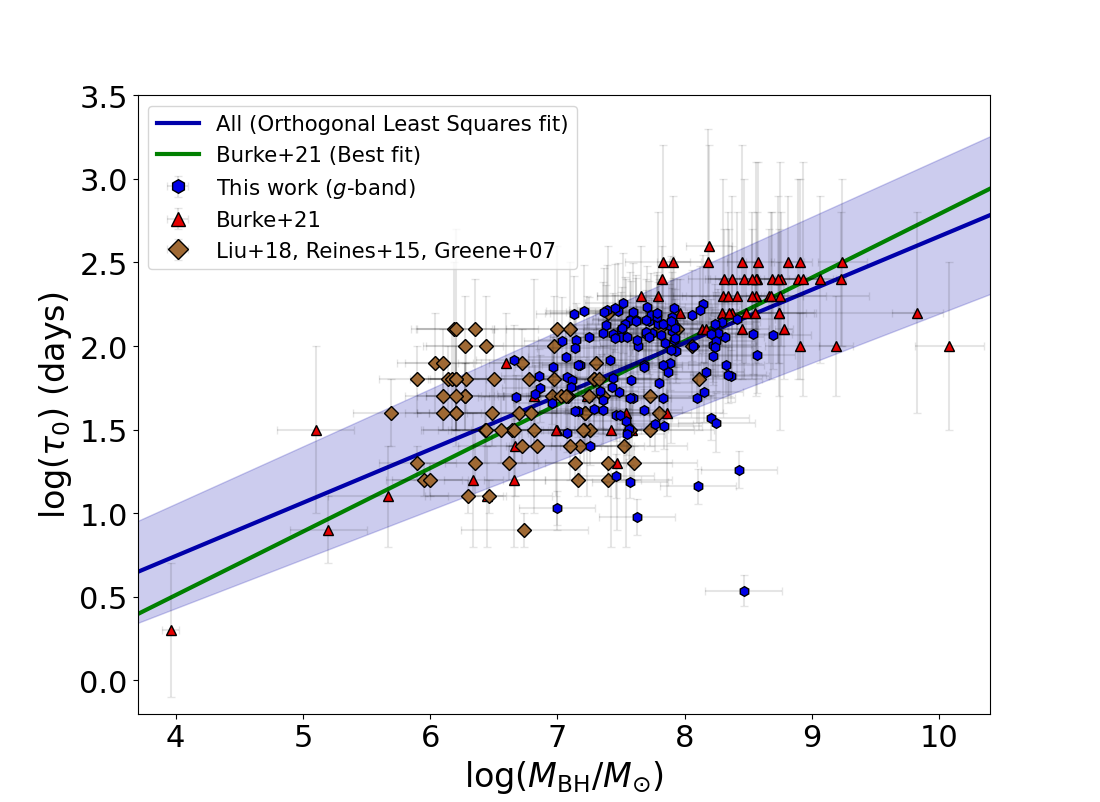 All (Orthogonal Least Squares fit)
Burke+21 (Best fit)
This work (g-band)
Burke+21
Liu+18, Reines+15, Greene+07
log(τ₀) (days)
3.5
3.0
2.5
2.0
1.5
1.0
0.5
0.0
4 5 6 7 8 9 10
log(M_BH/M_⊙)